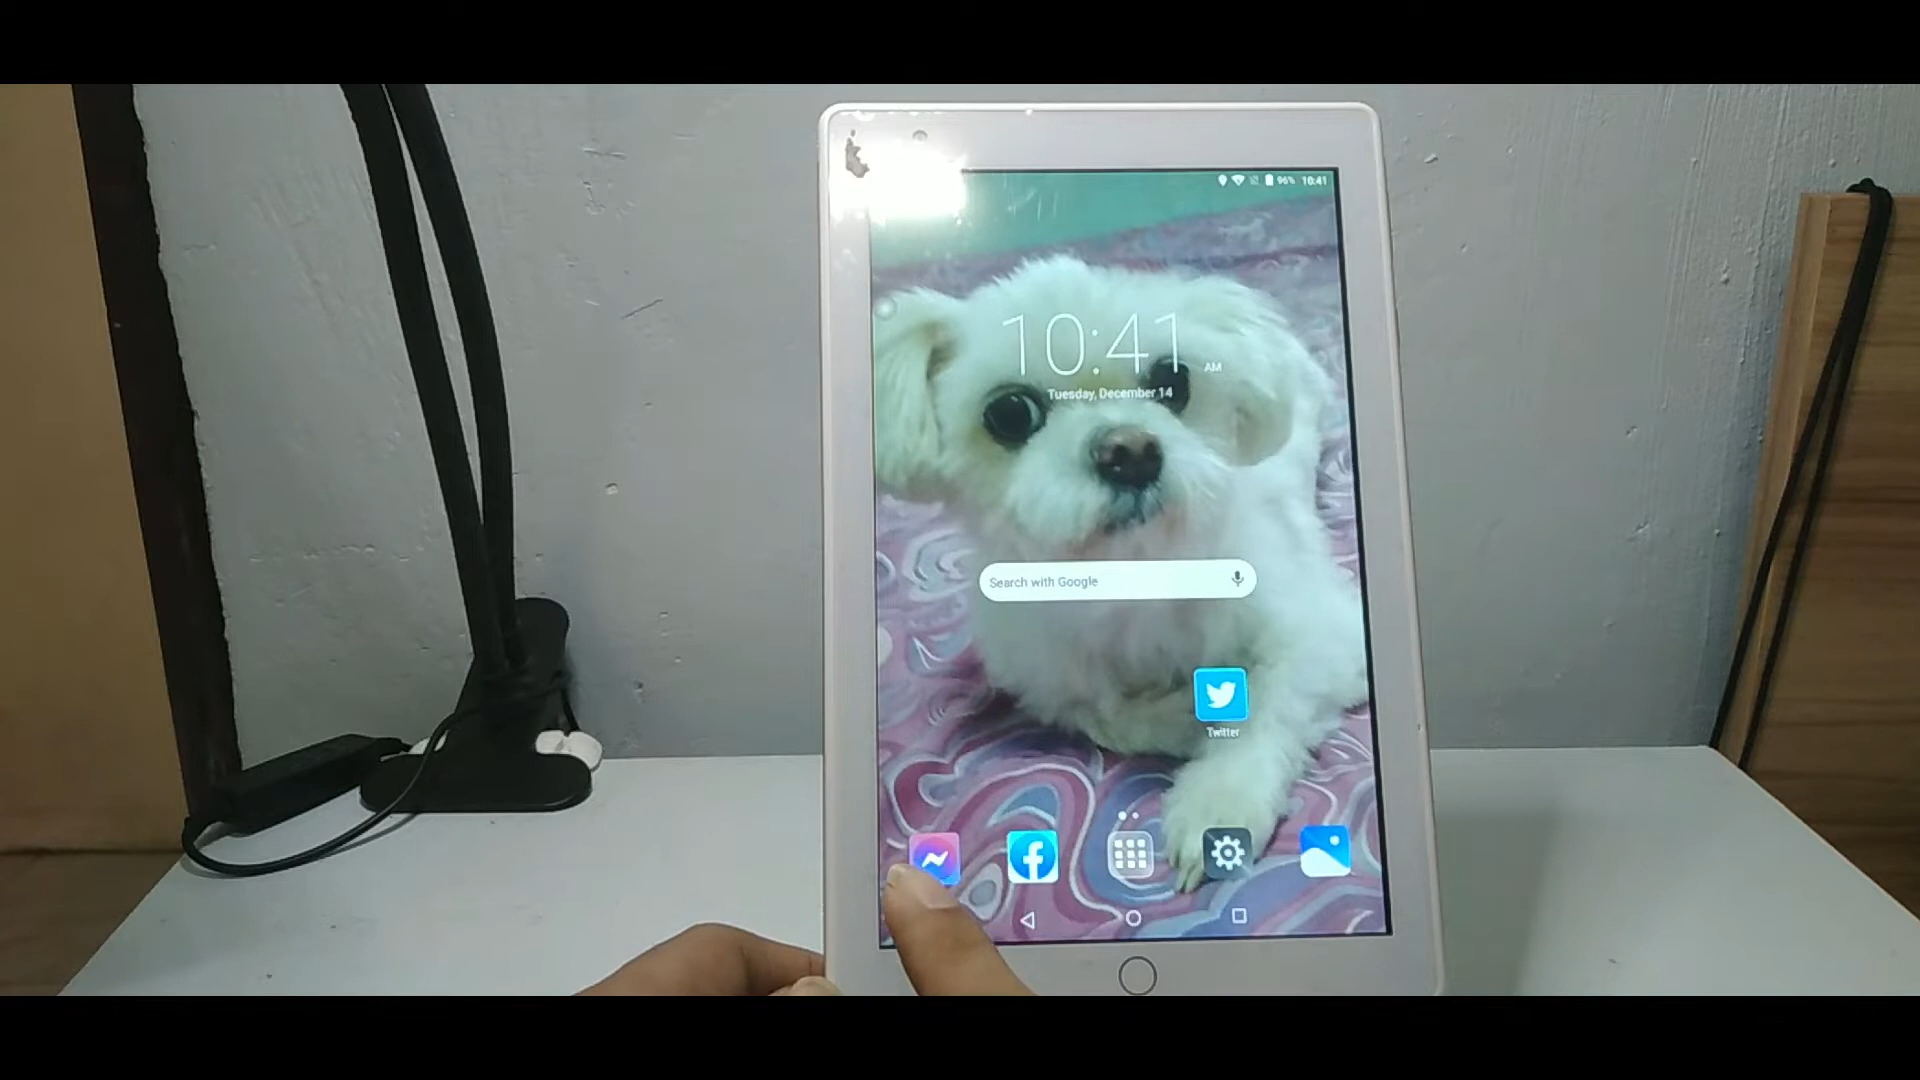 96% 10:41
10:41 AM
Tuesday, December 14
Search with Google
Twitter